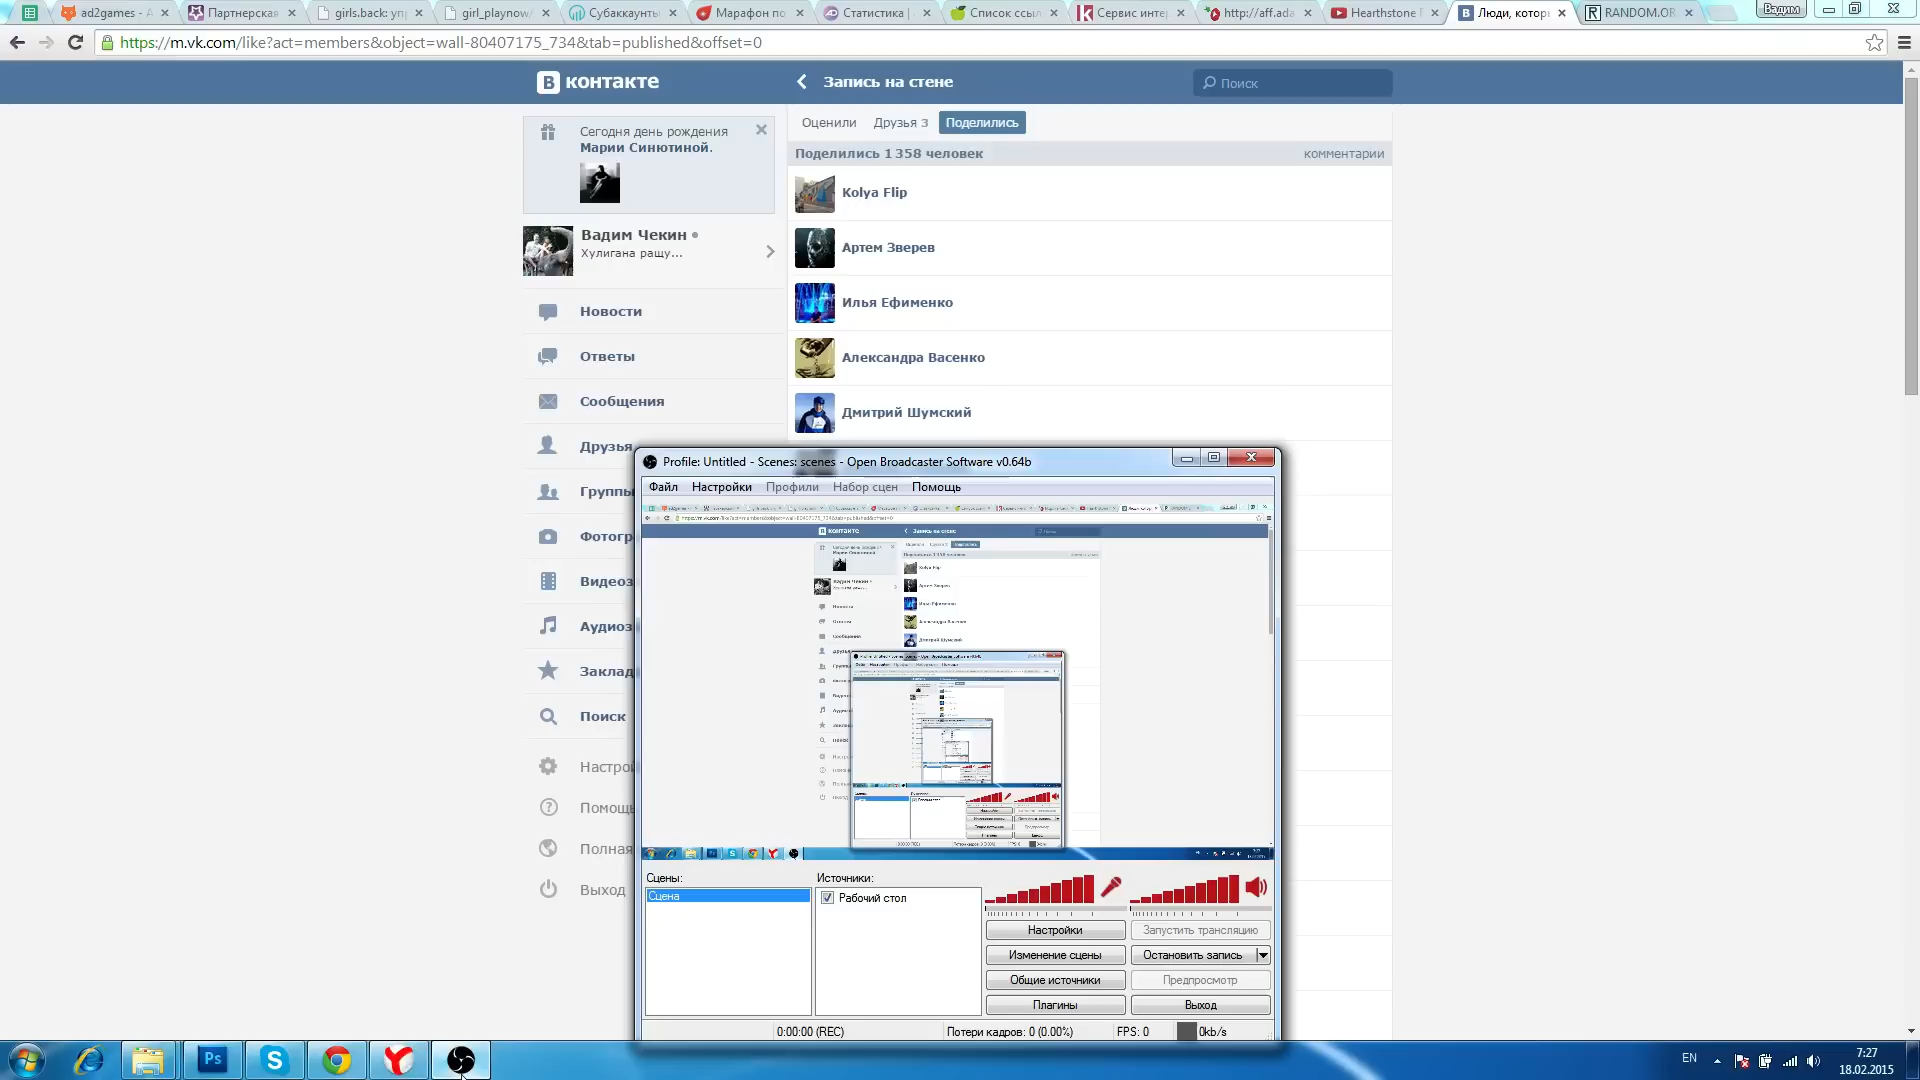 ad2games - A
Партнерская
girls.back: ул
girl_playnow/
Субаккаунт
Марафон по
Статистика |
Список ссыл
Сервис инте
http://aff.ada
Hearthstone
Люди, котор
RANDOM.OR
Вадим
https://m.vk.com/like?act=members&object=wall-80407175_734&tab=published&offset=0
В контакте
Запись на стене
Поиск
Сегодня день рождения
Марии Синютиной.
Оценили
Друзья 3
Поделились
Поделились 1 358 человек
комментарии
Kolya Flip
Вадим Чекин
Хулигана ращу...
Артем Зверев
Илья Ефименко
Александра Васенко
Дмитрий Шумский
Новости
Ответы
Сообщения
Друзья
Группы
Фотогр
Видеоз
Аудиоз
Заклад
Поиск
Настрой
Помощь
Полная
Выход
Profile: Untitled - Scenes: scenes - Open Broadcaster Software v0.64b
Файл
Настройки
Профили
Набор сцен
Помощь
Сцены:
Сцена
Источники:
Рабочий стол
Настройки
Запустить трансляцию
Изменение сцены
Остановить запись
Общие источники
Предпросмотр
Плагины
Выход
0:00:00 (REC)
Потери кадров: 0 (0.00%)
FPS: 0
0kb/s
Ps
EN
7:27
18.02.2015